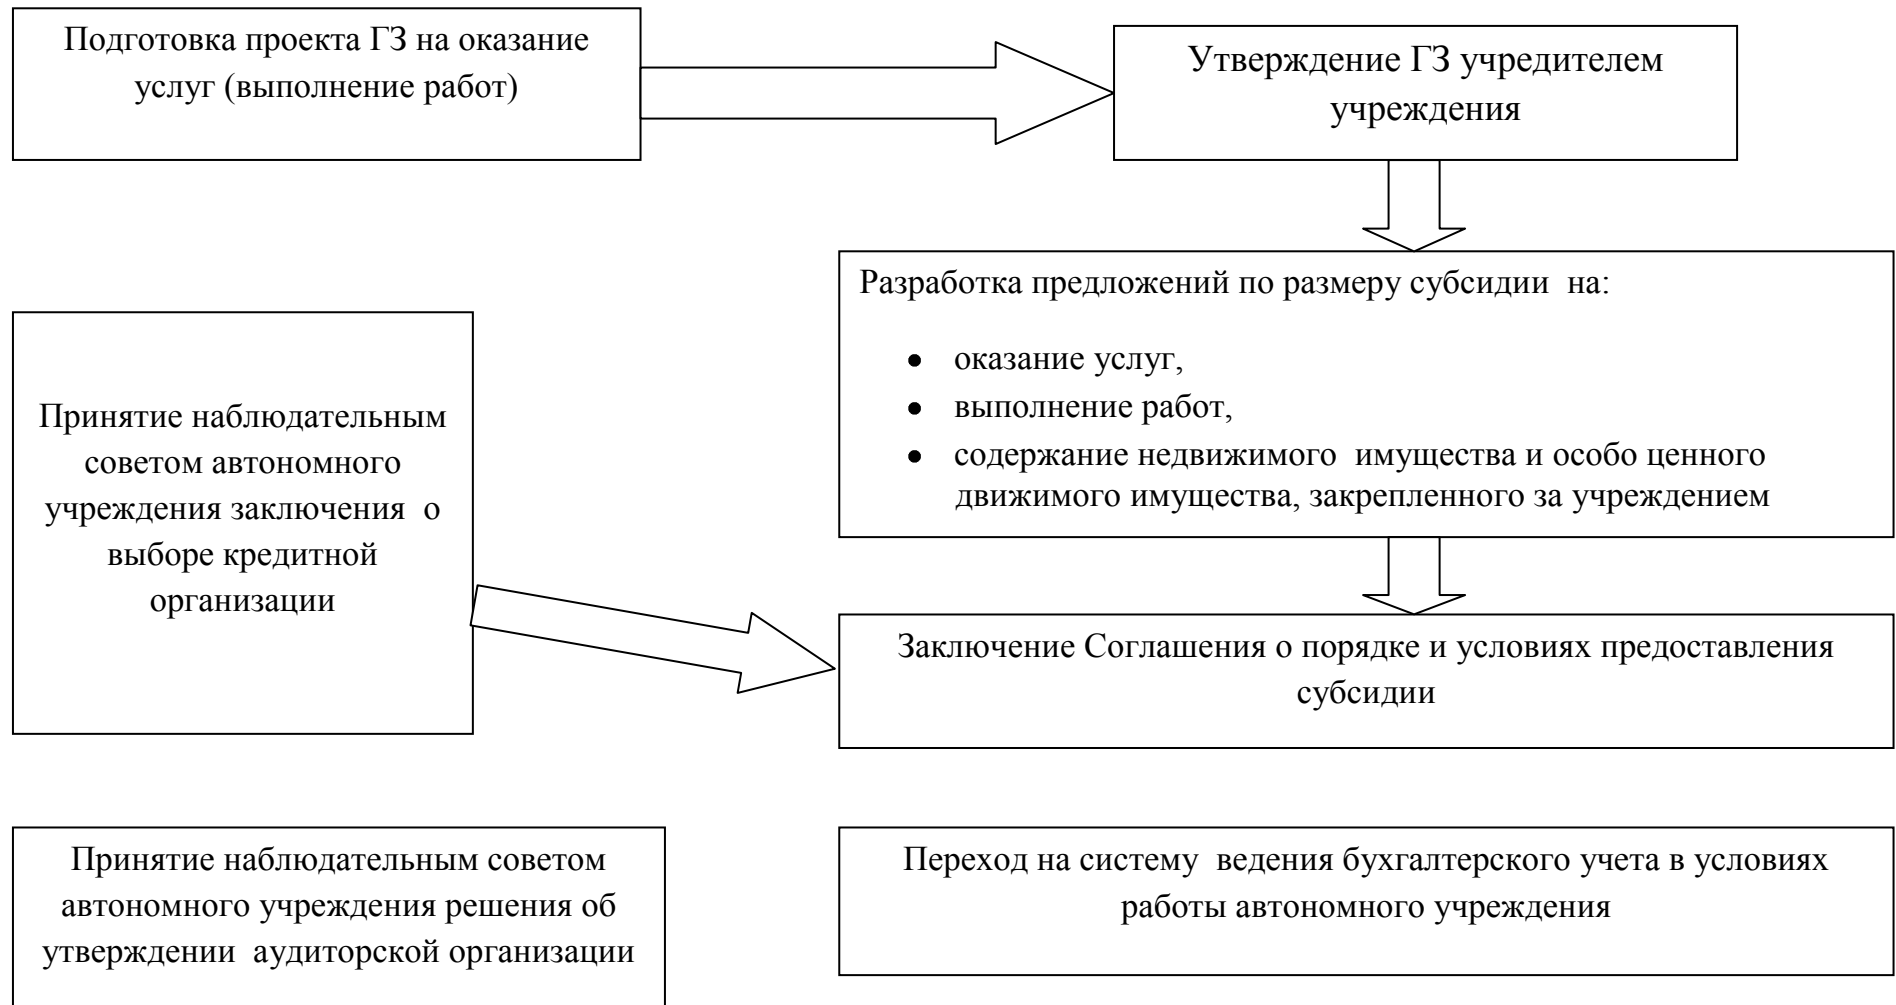 Подготовка проекта ГЗ на оказание
услуг (выполнение работ)
Утверждение ГЗ учредителем
учреждения
Разработка предложений по размеру субсидии на:
• оказание услуг,
• выполнение работ,
• содержание недвижимого имущества и особо ценного
движимого имущества, закрепленного за учреждением
Принятие наблюдательным
советом автономного
учреждения заключения о
выборе кредитной
организации
Заключение Соглашения о порядке и условиях предоставления
субсидии
Принятие наблюдательным советом
автономного учреждения решения об
утверждении аудиторской организации
Переход на систему ведения бухгалтерского учета в условиях
работы автономного учреждения